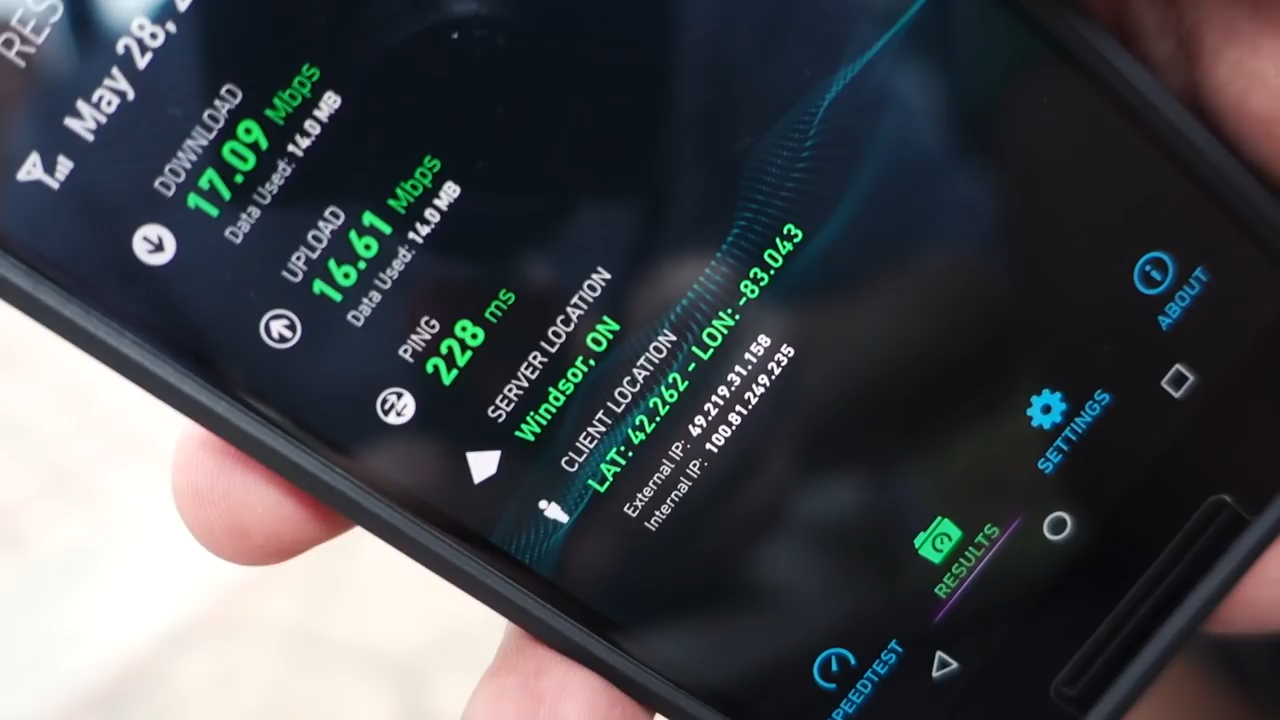 RES
May 28, 2
DOWNLOAD
17.09 Mbps
Data Used: 14.0 MB
UPLOAD
16.61 Mbps
Data Used: 14.0 MB
PING
228 ms
SERVER LOCATION
Windsor, ON
CLIENT LOCATION
LAT: 42.262 - LON: -83.043
External IP: 49.219.31.158
Internal IP: 100.81.249.235
SPEEDTEST
RESULTS
SETTINGS
ABOUT